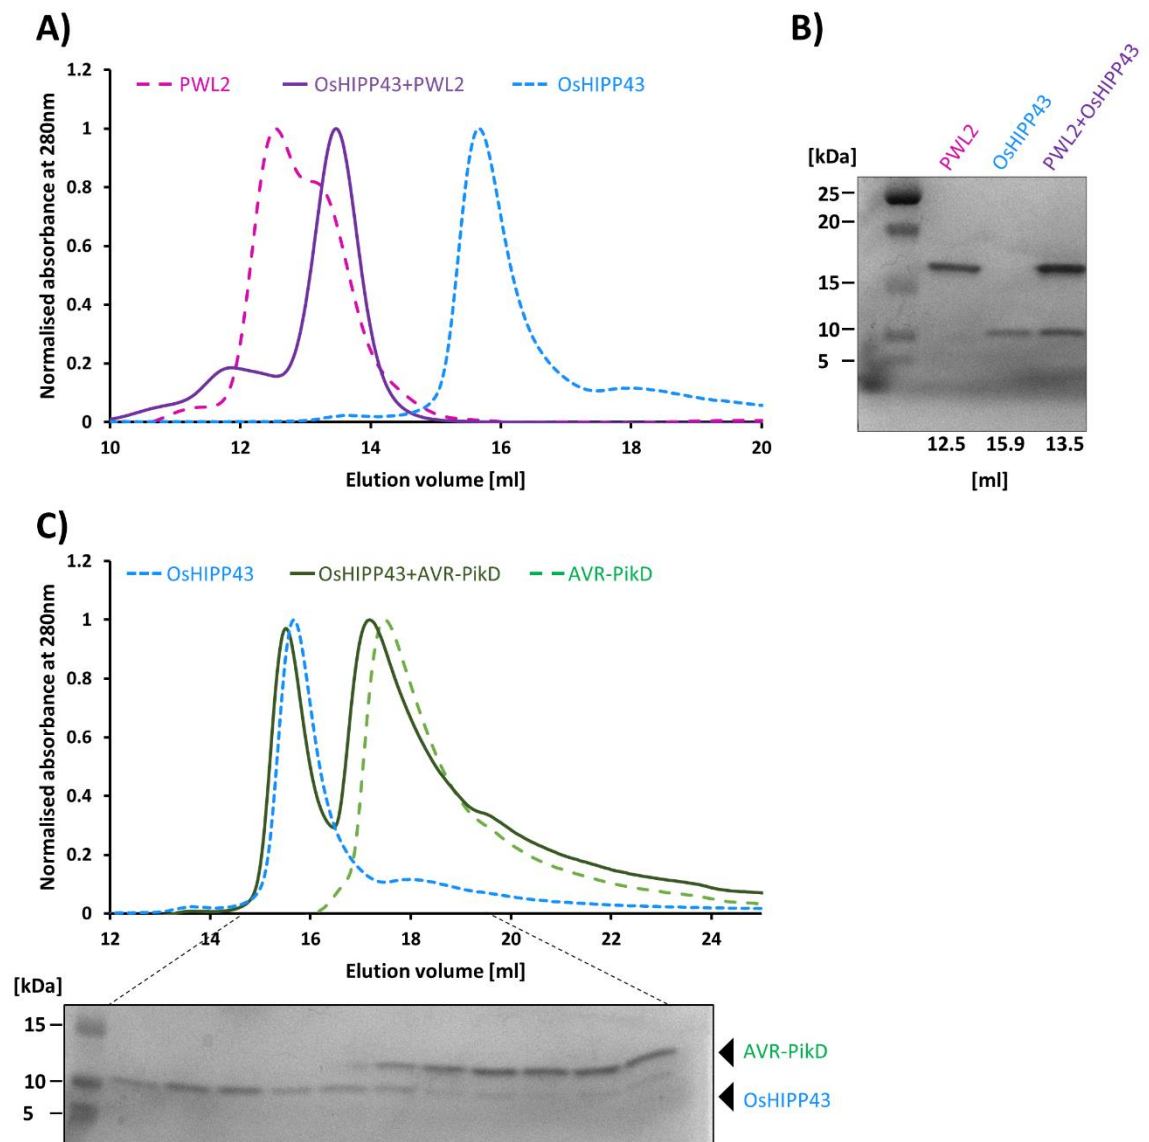 A)
PWL2 OsHIPP43+PWL2 OsHIPP43
Normalised absorbance at 280nm
1.2
1
0.8
0.6
0.4
0.2
0
10 12 14 16 18 20
Elution volume [ml]
B)
PWL2 OsHIPP43 PWL2+OsHIPP43
[kDa]
25
20
15
10
5
12.5 15.9 13.5
[ml]
C)
OsHIPP43 OsHIPP43+AVR-PikD AVR-PikD
Normalised absorbance at 280nm
1.2
1
0.8
0.6
0.4
0.2
0
12 14 16 18 20 22 24
Elution volume [ml]
[kDa]
15
10
5
AVR-PikD
OsHIPP43